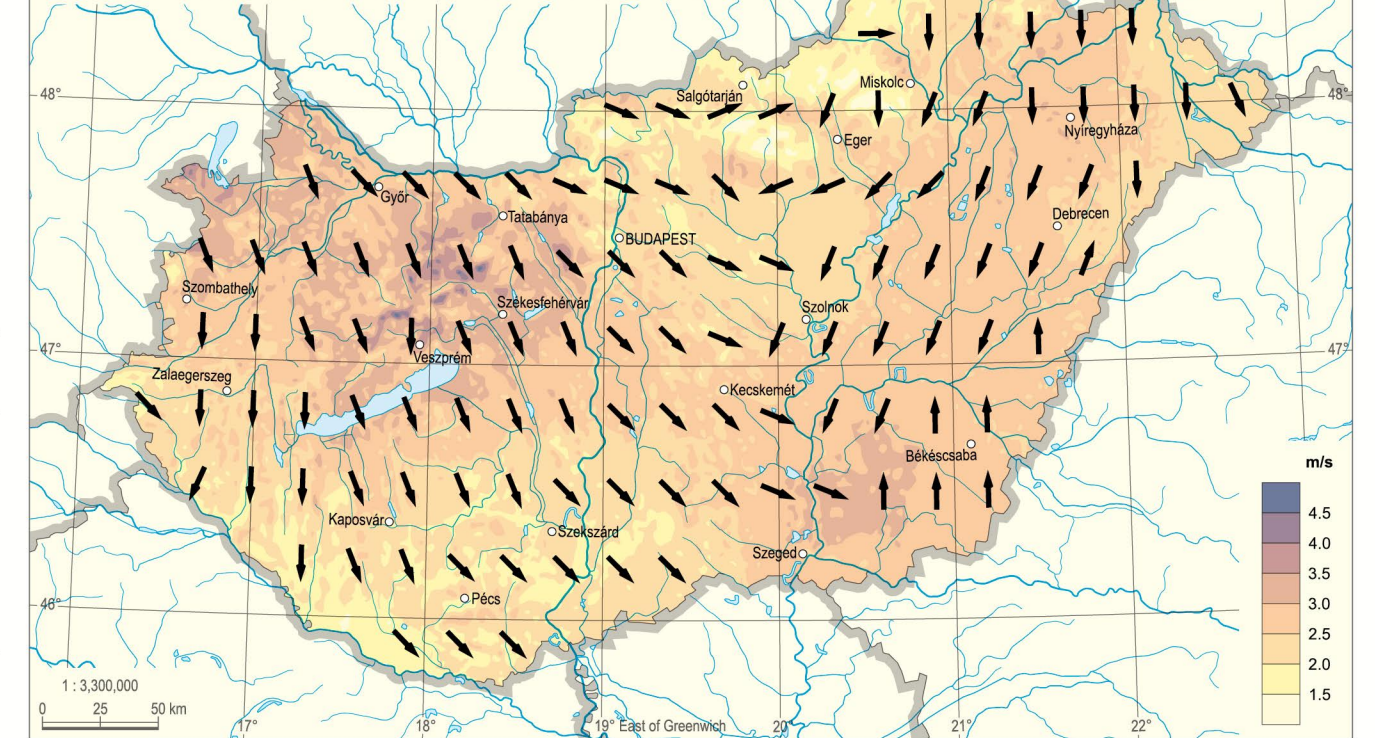 Miskolc
48°
48°
Salgótarján
Nyíregyháza
Eger
Győr
Tatabánya
Debrecen
BUDAPEST
Szombathely
Székesfehérvár
Szolnok
47°
47°
Veszprém
Zalaegerszeg
Kecskemét
Békéscsaba
m/s
4.5
Kaposvár
Szekszárd
4.0
Szeged
3.5
46°
Pécs
3.0
2.5
2.0
1 : 3,300,000
1.5
0 25 50 km
17° 18° 19° East of Greenwich 20° 21° 22°